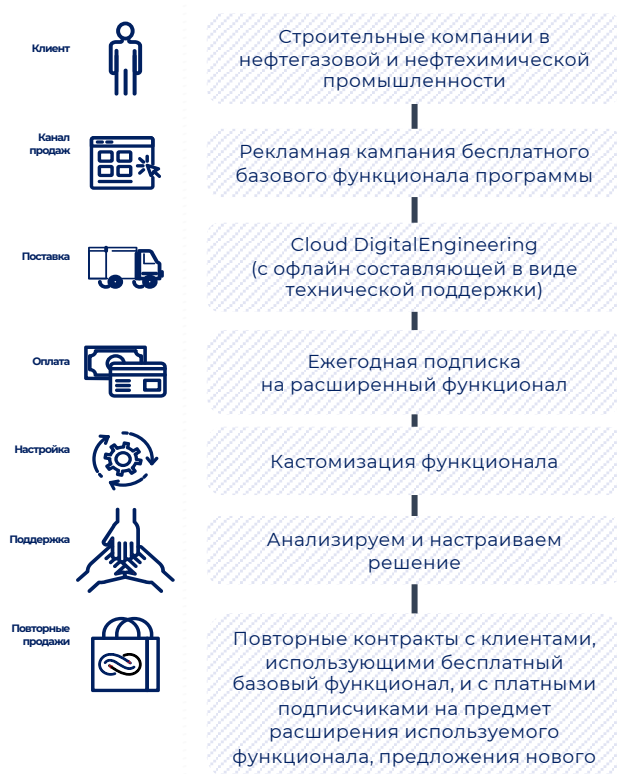 Клиент
Строительные компании в
нефтегазовой и нефтехимической
промышленности
Канал
продаж
Рекламная кампания бесплатного
базового функционала программы
Поставка
Cloud DigitalEngineering
(с офлайн составляющей в виде
технической поддержки)
Оплата
Ежегодная подписка
на расширенный функционал
Настройка
Кастомизация функционала
Поддержка
Анализируем и настраиваем
решение
Повторные
продажи
Повторные контракты с клиентами,
использующими бесплатный
базовый функционал, и с платными
подписчиками на предмет
расширения используемого
функционала, предложения нового